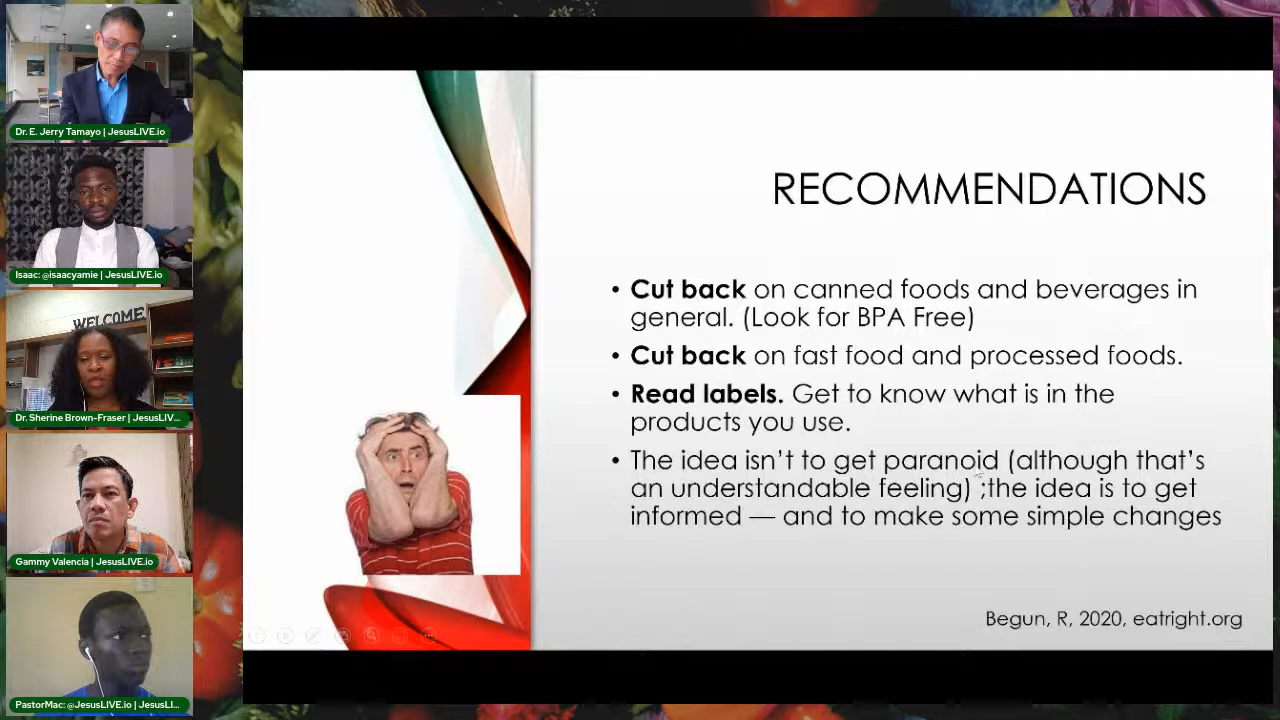 Dr. E. Jerry Tamayo | JesusLIVE.io
Isaac: @isaacyamie | JesusLIVE.io
WELCOME
Dr. Sherine Brown-Fraser | JesusLIV...
Gammy Valencia | JesusLIVE.io
PastorMac: @JesusLIVE.io | JesusLI...
RECOMMENDATIONS
• Cut back on canned foods and beverages in
general. (Look for BPA Free)
• Cut back on fast food and processed foods.
• Read labels. Get to know what is in the
products you use.
• The idea isn't to get paranoid (although that's
an understandable feeling) ;the idea is to get
informed — and to make some simple changes
Begun, R, 2020, eatright.org